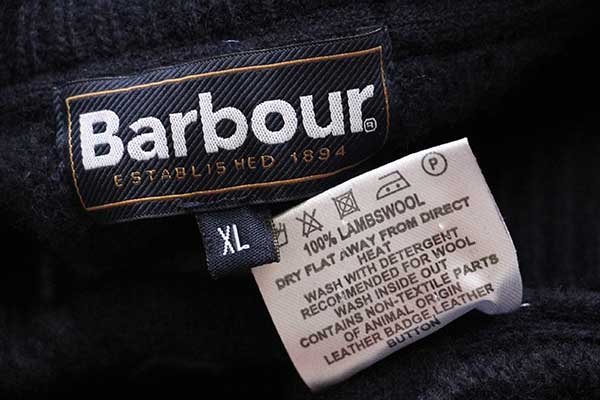 Barbour®
ESTABLISHED 1894
XL
P
100% LAMBSWOOL
DRY FLAT AWAY FROM DIRECT
HEAT
WASH WITH DETERGENT
RECOMMENDED FOR WOOL
WASH INSIDE OUT
CONTAINS NON-TEXTILE PARTS
OF ANIMAL ORIGIN
LEATHER BADGE LEATHER
BUTTON